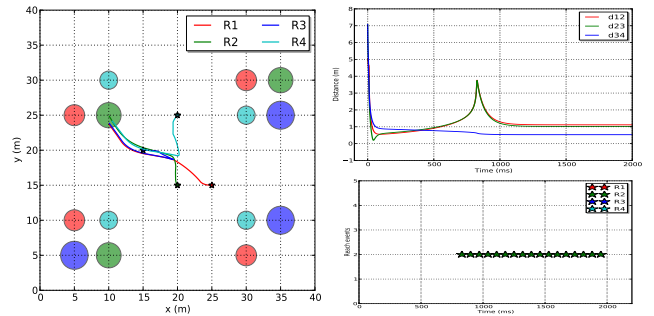 40
35
30
25
20
15
10
5
0
y (m)
R1 R3
R2 R4
0 5 10 15 20 25 30 35 40
x (m)
8
7
6
5
4
3
2
1
0
−1
Distance (m)
d12
d23
d34
0 500 1000 1500 2000
Time (ms)
5
4
3
2
1
0
Reach events
R1
R2
R3
R4
0 500 1000 1500 2000
Time (ms)